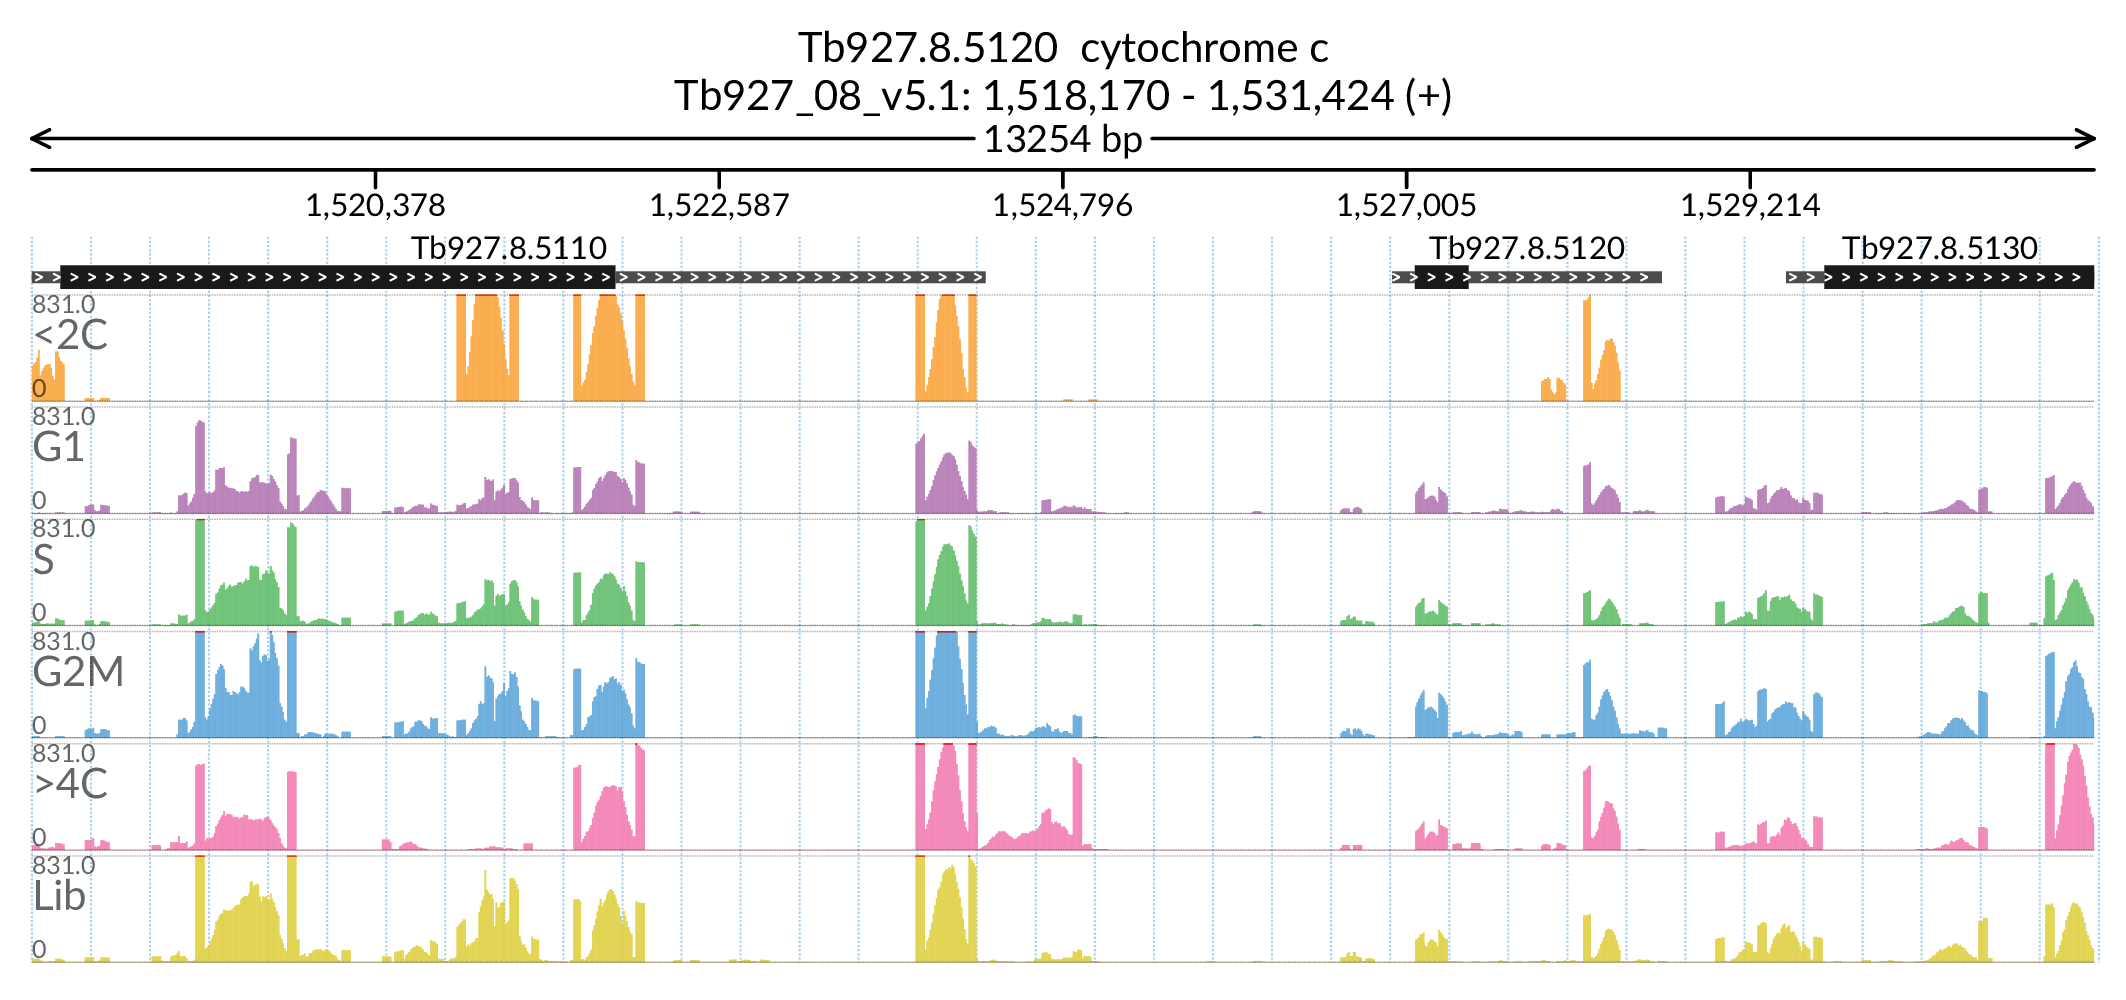 Tb927.8.5120  cytochrome c
Tb927_08_v5.1: 1,518,170 - 1,531,424 (+)
13254 bp
1,520,378 1,522,587 1,524,796 1,527,005 1,529,214
Tb927.8.5110 Tb927.8.5120 Tb927.8.5130
831.0
<2C
0
831.0
G1
0
831.0
S
0
831.0
G2M
0
831.0
>4C
0
831.0
Lib
0